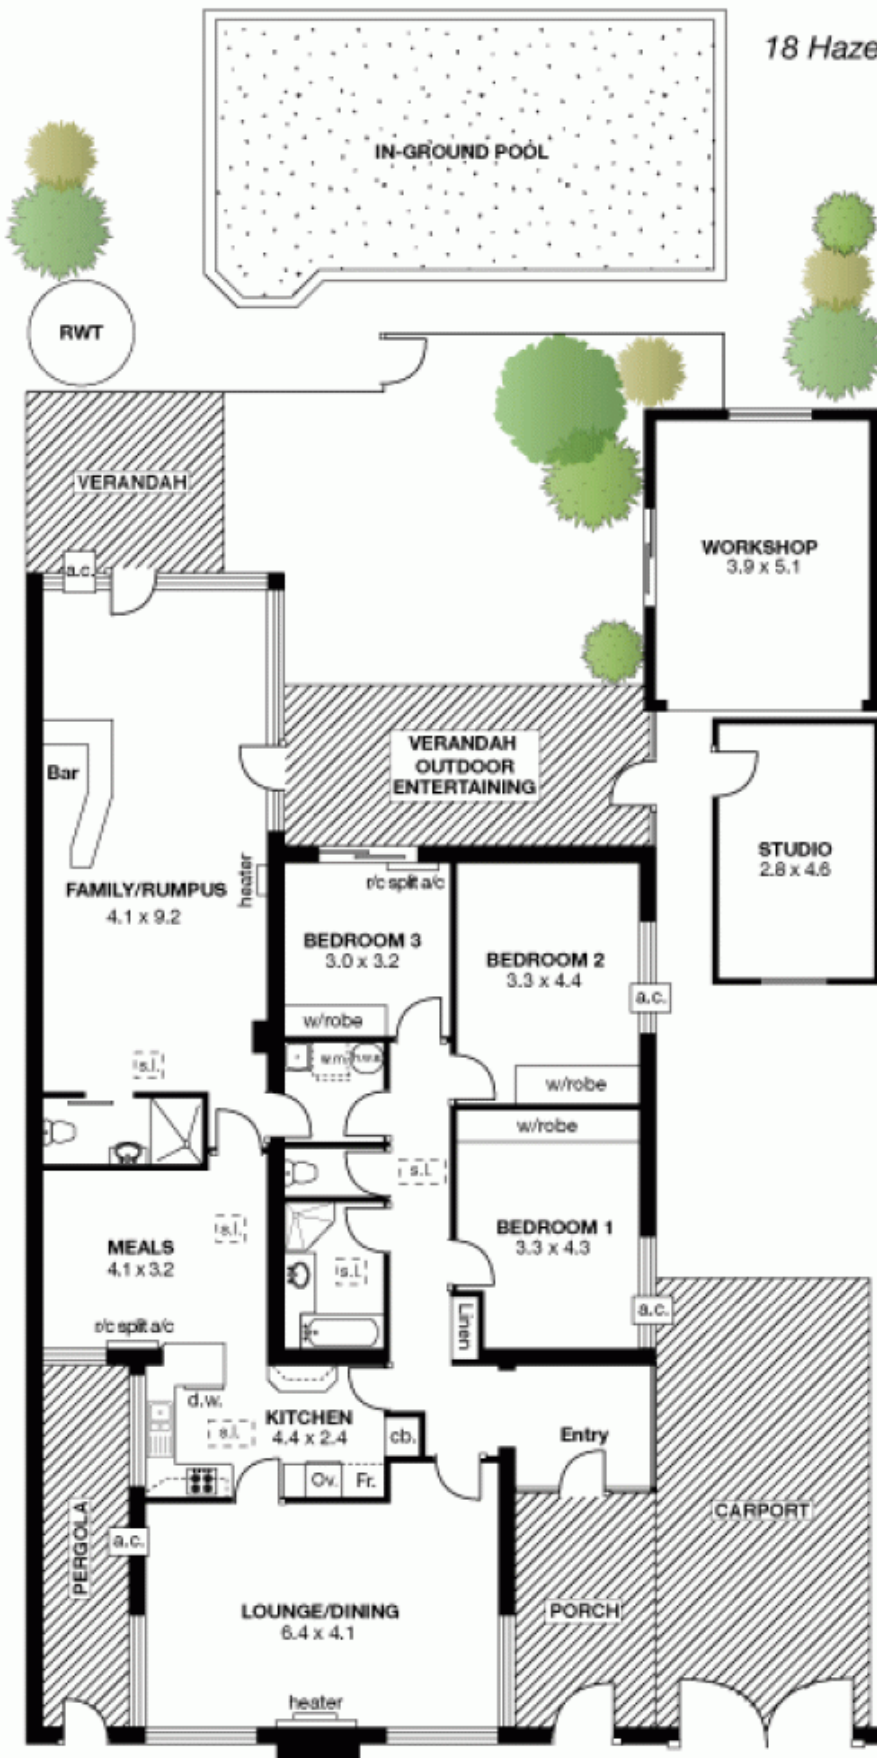 18 Haze
IN-GROUND POOL
RWT
VERANDAH
a.c.
WORKSHOP
3.9 x 5.1
Bar
VERANDAH
OUTDOOR
ENTERTAINING
heater
FAMILY/RUMPUS
4.1 x 9.2
r/c split a/c
STUDIO
2.8 x 4.6
BEDROOM 3
3.0 x 3.2
BEDROOM 2
3.3 x 4.4
a.c.
w/robe
s.l.
w.m.
h.w.s.
w/robe
w/robe
s.l.
s.l.
BEDROOM 1
3.3 x 4.3
MEALS
4.1 x 3.2
s.l.
a.c.
r/c split a/c
Linen
d.w.
KITCHEN
4.4 x 2.4
s.l.
cb.
Entry
Ov.
Fr.
PERGOLA
a.c.
CARPORT
LOUNGE/DINING
6.4 x 4.1
PORCH
heater